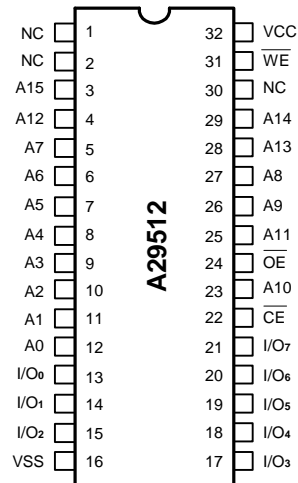 NC 1 32 VCC
NC 2 31 W̅E̅
A15 3 30 NC
A12 4 29 A14
A7 5 28 A13
A6 6 27 A8
A5 7 26 A9
A4 8 25 A11
A3 9 24 O̅E̅
A2 10 23 A10
A1 11 22 C̅E̅
A0 12 21 I/O₇
I/O₀ 13 20 I/O₆
I/O₁ 14 19 I/O₅
I/O₂ 15 18 I/O₄
VSS 16 17 I/O₃
A29512